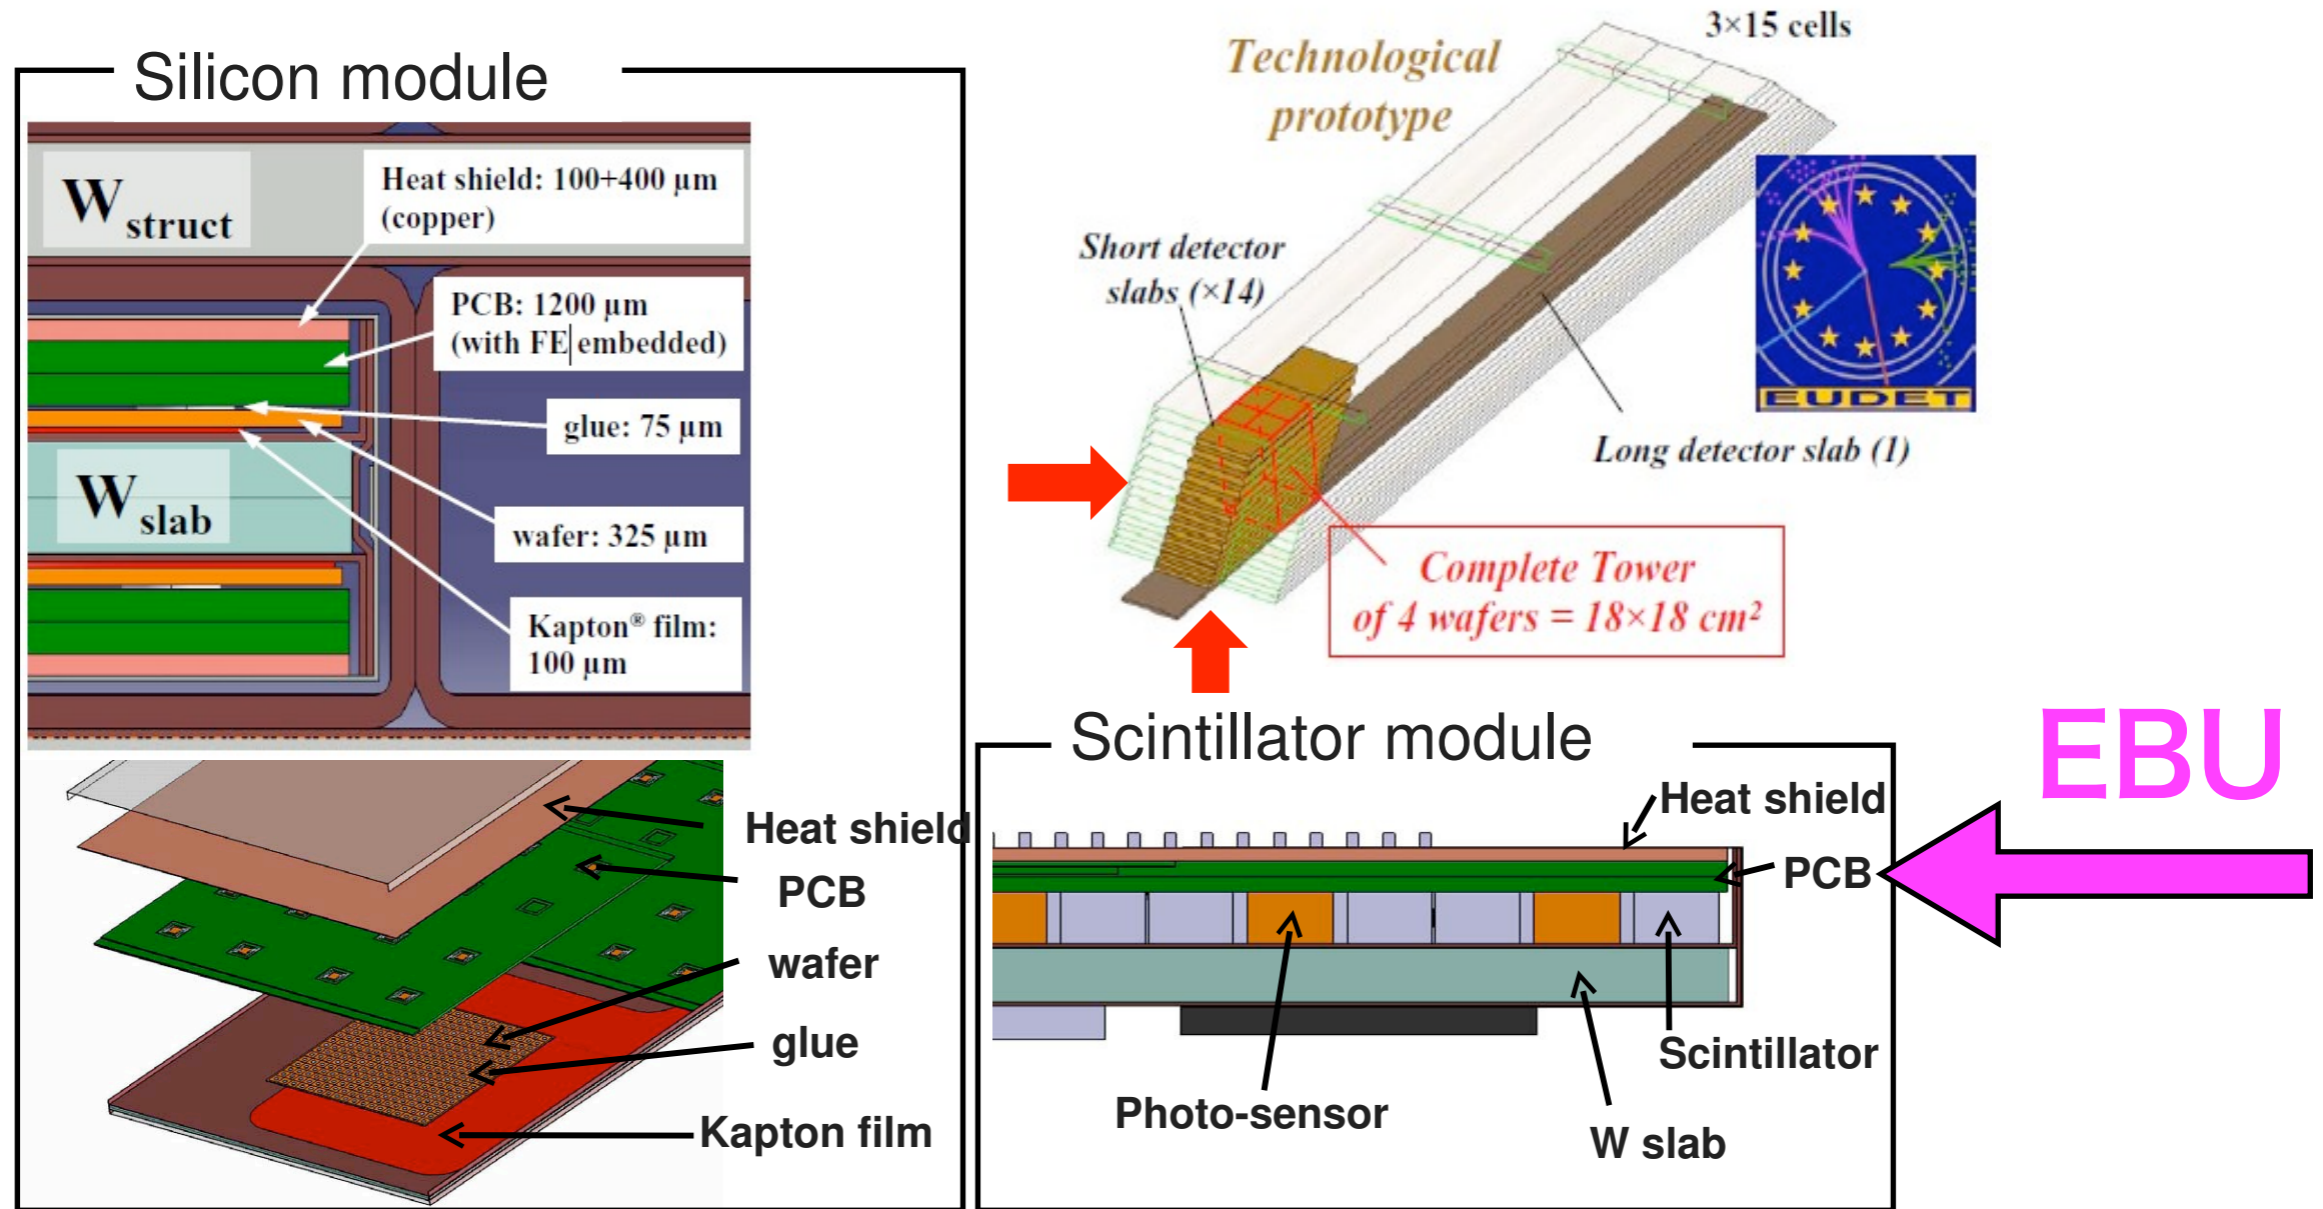 Silicon module
W struct
Heat shield: 100+400 µm
(copper)
PCB: 1200 µm
(with FE embedded)
glue: 75 µm
W slab
wafer: 325 µm
Kapton® film:
100 µm
Heat shield
PCB
wafer
glue
Kapton film
Technological
prototype
3×15 cells
Short detector
slabs (×14)
EUDET
Long detector slab (1)
Complete Tower
of 4 wafers = 18×18 cm²
Scintillator module
EBU
Heat shield
PCB
Scintillator
Photo-sensor
W slab